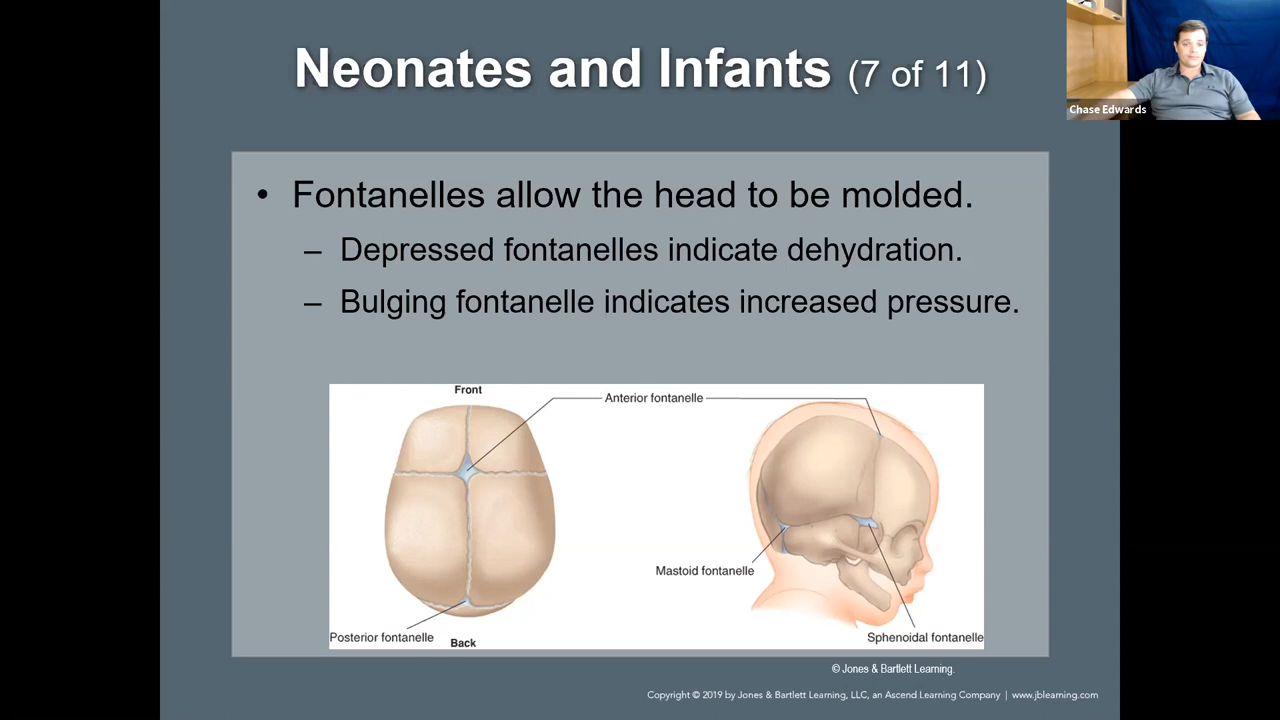 Neonates and Infants (7 of 11)
Chase Edwards
• Fontanelles allow the head to be molded.
– Depressed fontanelles indicate dehydration.
– Bulging fontanelle indicates increased pressure.
Front
Anterior fontanelle
Mastoid fontanelle
Posterior fontanelle
Back
Sphenoidal fontanelle
© Jones & Bartlett Learning.
Copyright © 2019 by Jones & Bartlett Learning, LLC, an Ascend Learning Company | www.jblearning.com